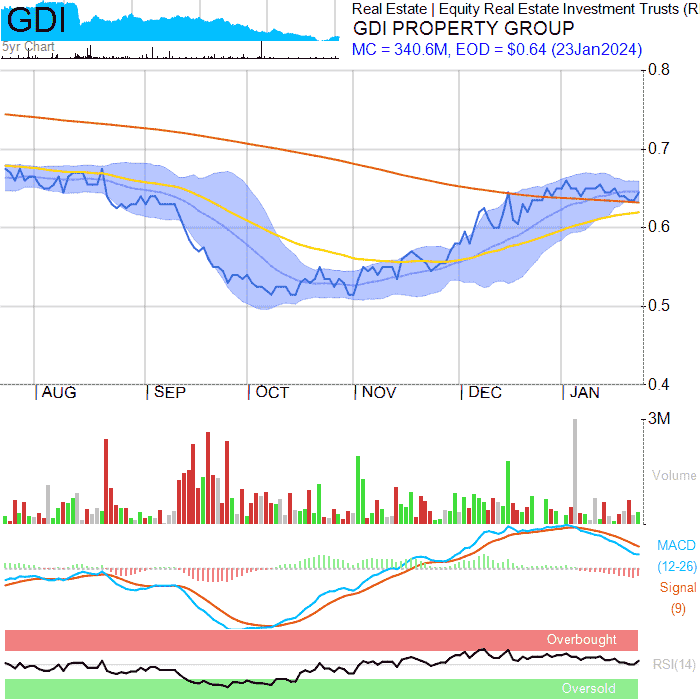 GDI
5yr Chart
Real Estate | Equity Real Estate Investment Trusts (R
GDI PROPERTY GROUP
MC = 340.6M, EOD = $0.64 (23Jan2024)
0.8
0.7
0.6
0.5
0.4
AUG SEP OCT NOV DEC JAN
3M
Volume
MACD
(12-26)
Signal
(9)
Overbought
RSI(14)
Oversold